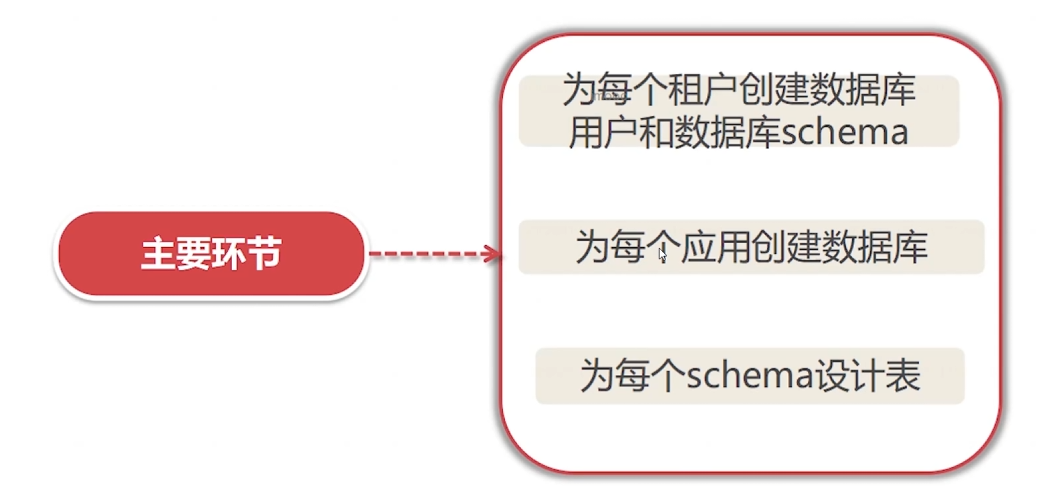 主要环节
为每个租户创建数据库
用户和数据库schema
为每个应用创建数据库
为每个schema设计表